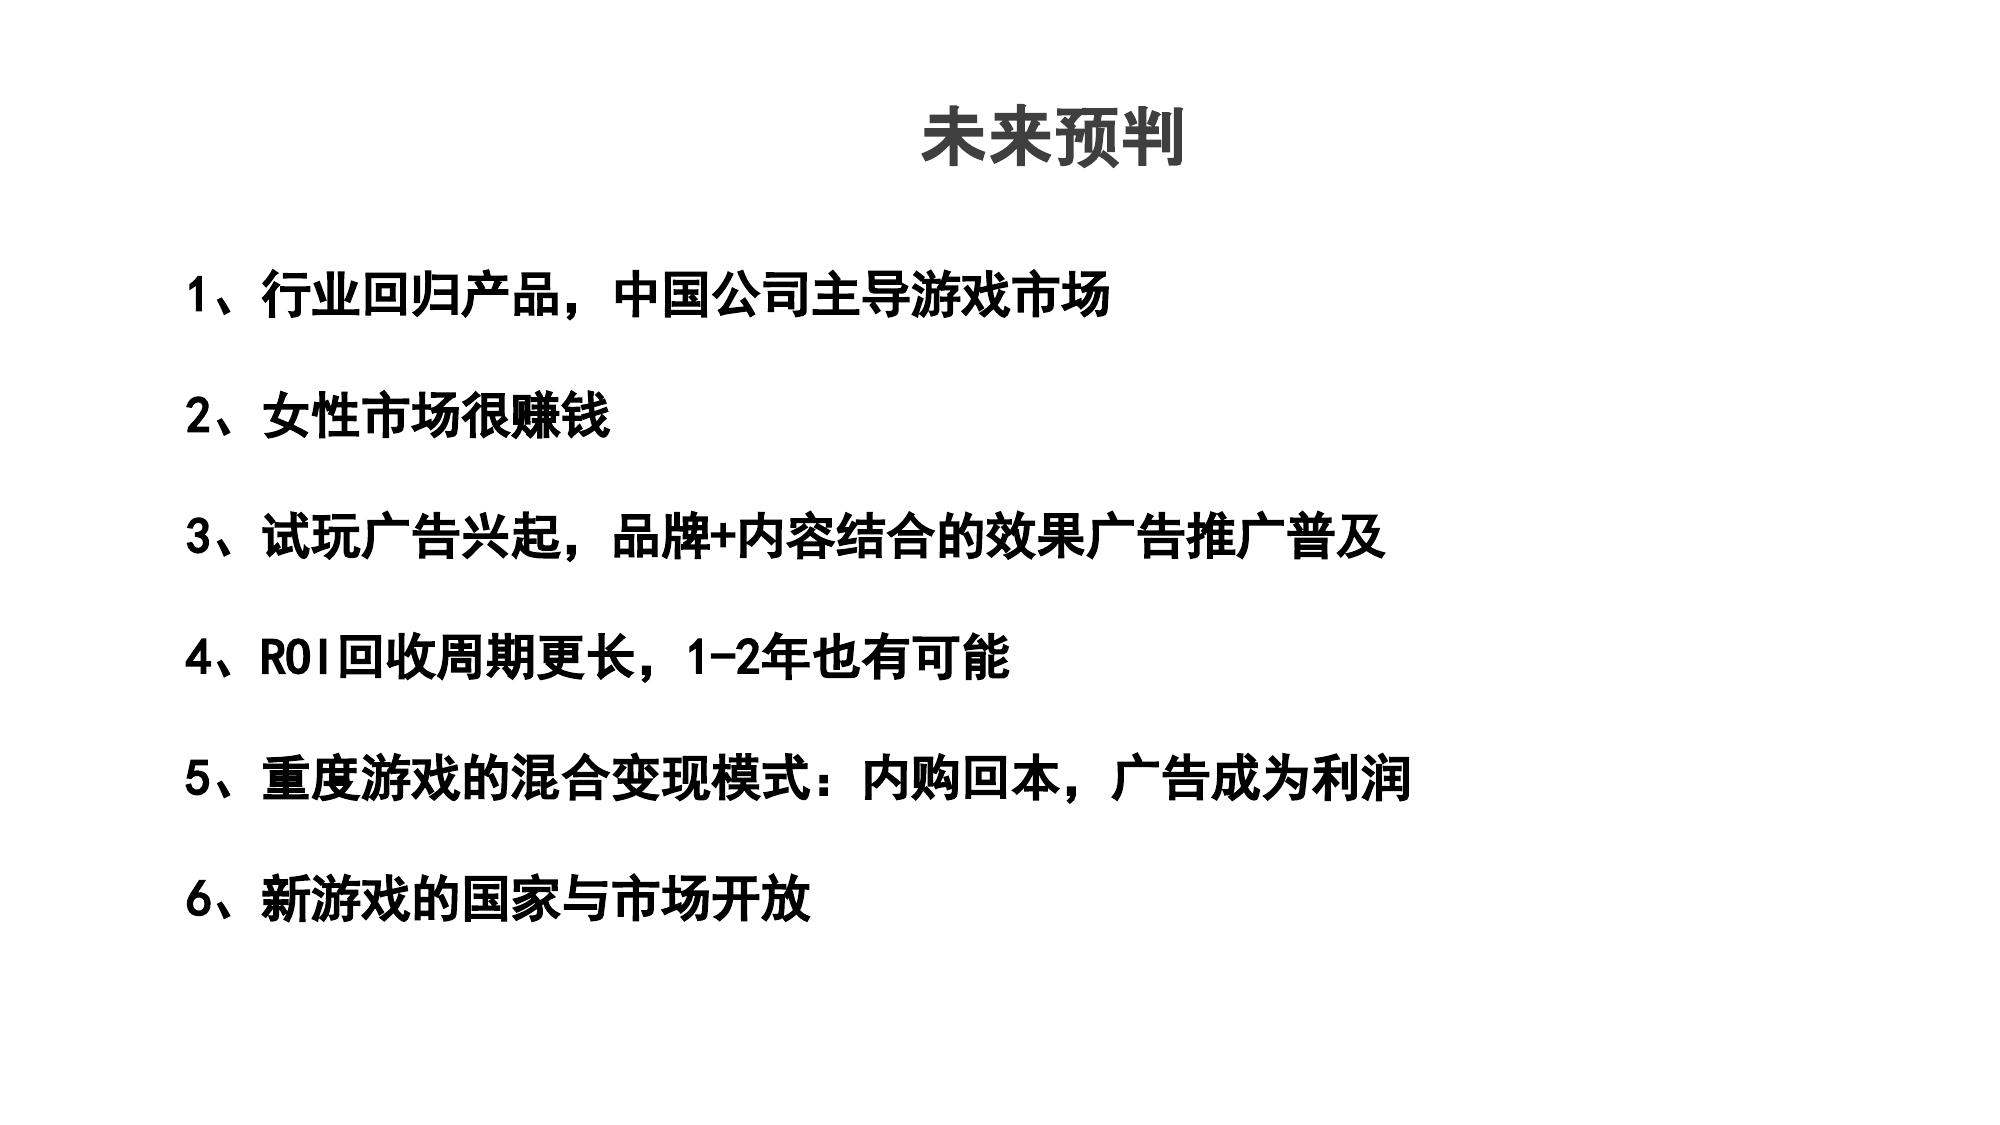 未来预判
1、行业回归产品，中国公司主导游戏市场
2、女性市场很赚钱
3、试玩广告兴起，品牌+内容结合的效果广告推广普及
4、ROI回收周期更长，1-2年也有可能
5、重度游戏的混合变现模式：内购回本，广告成为利润
6、新游戏的国家与市场开放